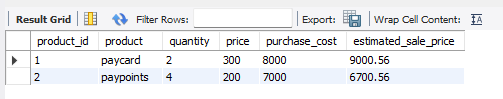 Result Grid Filter Rows: Export: Wrap Cell Content:
product_id product quantity price purchase_cost estimated_sale_price
1 paycard 2 300 8000 9000.56
2 paypoints 4 200 7000 6700.56